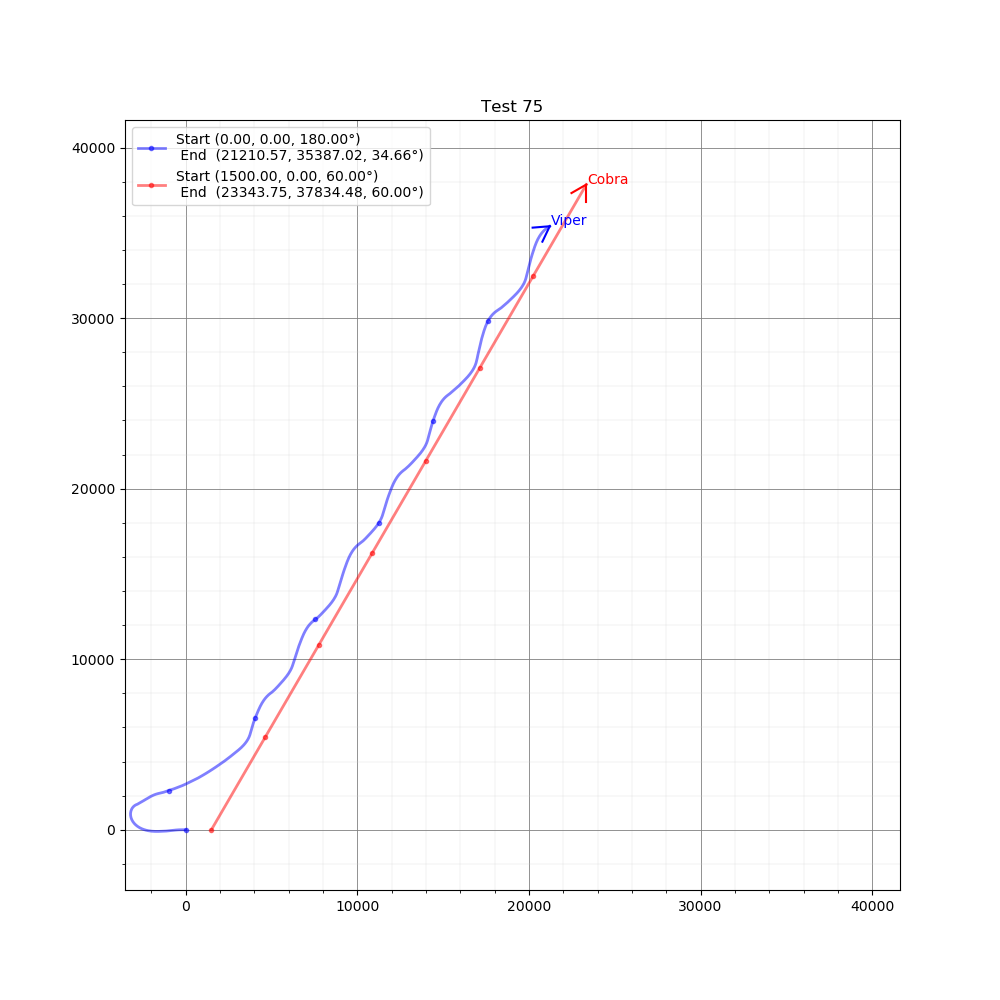 Test 75
Start (0.00, 0.00, 180.00°)
End  (21210.57, 35387.02, 34.66°)
Start (1500.00, 0.00, 60.00°)
End  (23343.75, 37834.48, 60.00°)
Cobra
Viper
40000
30000
20000
10000
0
0
10000
20000
30000
40000